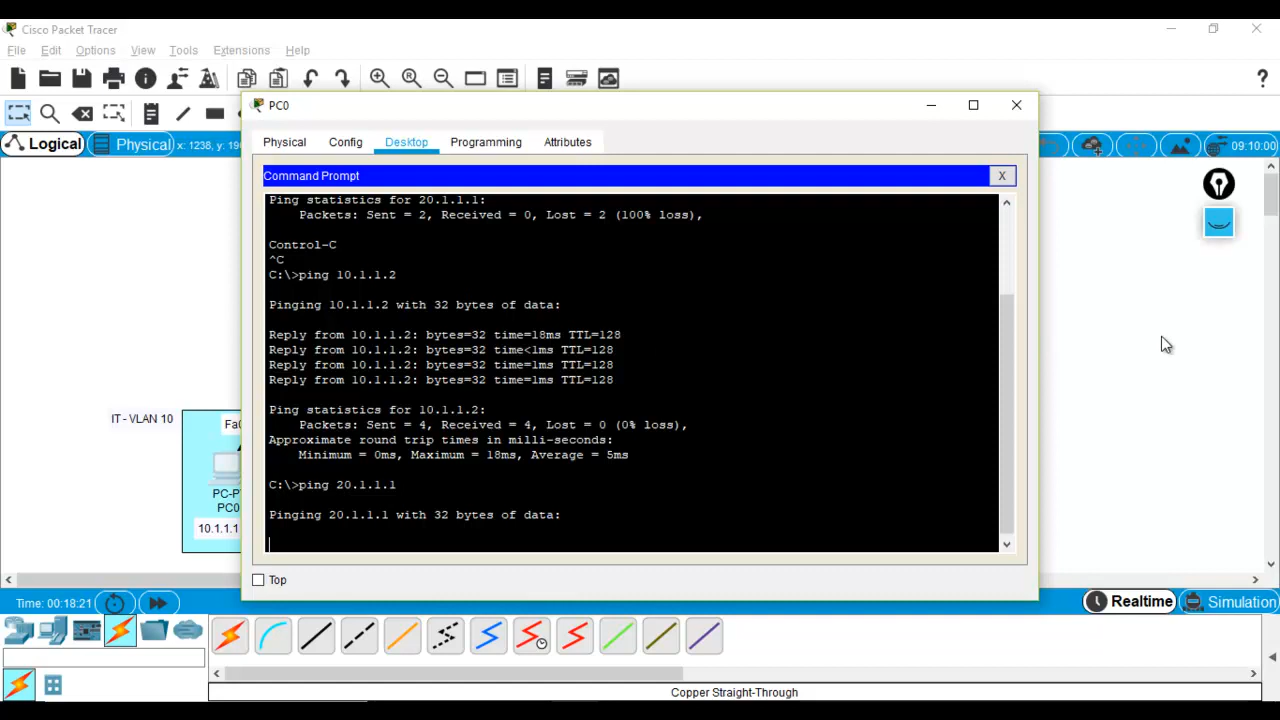 Cisco Packet Tracer
File Edit Options View Tools Extensions Help
PC0
Logical Physical x: 1238, y: 19 09:10:00
Physical Config Desktop Programming Attributes
Command Prompt X
Ping statistics for 20.1.1.1:
Packets: Sent = 2, Received = 0, Lost = 2 (100% loss),
Control-C
^C
C:\>ping 10.1.1.2
Pinging 10.1.1.2 with 32 bytes of data:
Reply from 10.1.1.2: bytes=32 time=18ms TTL=128
Reply from 10.1.1.2: bytes=32 time<1ms TTL=128
Reply from 10.1.1.2: bytes=32 time=1ms TTL=128
Reply from 10.1.1.2: bytes=32 time=1ms TTL=128
Ping statistics for 10.1.1.2:
Packets: Sent = 4, Received = 4, Lost = 0 (0% loss),
Approximate round trip times in milli-seconds:
Minimum = 0ms, Maximum = 18ms, Average = 5ms
C:\>ping 20.1.1.1
Pinging 20.1.1.1 with 32 bytes of data:
IT - VLAN 10
Fa0
PC-P
PC0
10.1.1.1
Top
Time: 00:18:21 Realtime Simulation
Copper Straight-Through